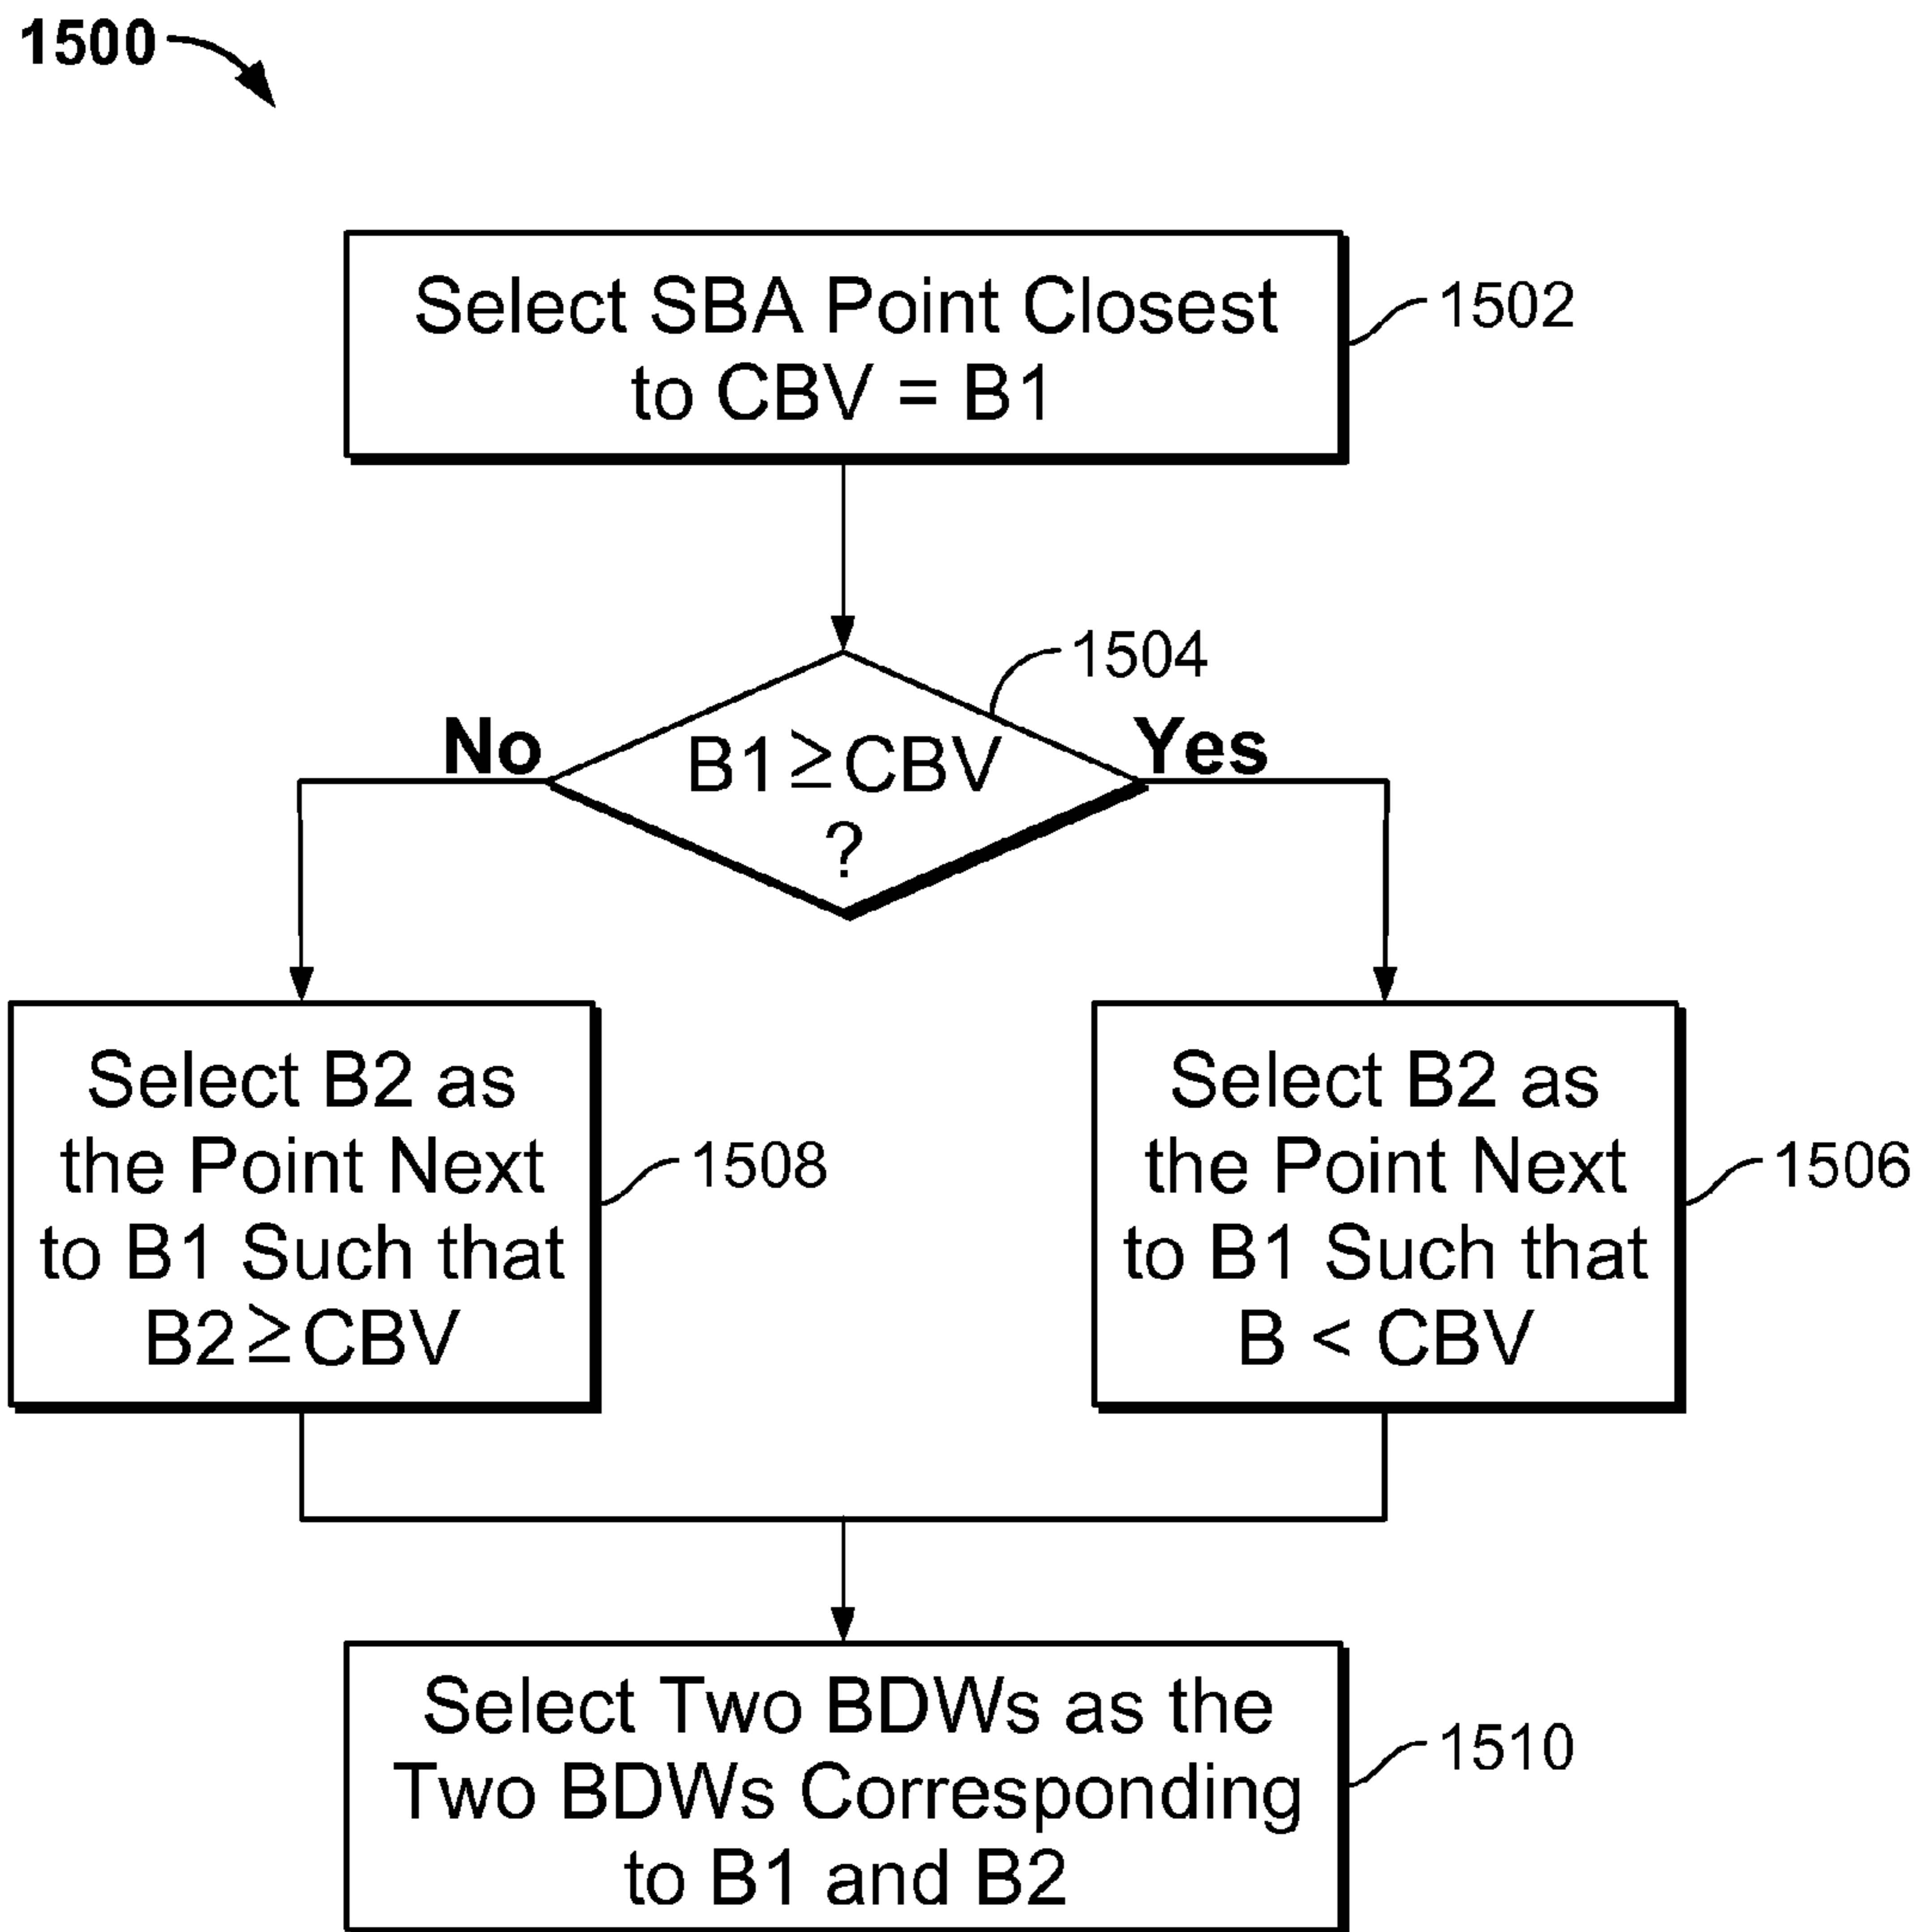 1500
Select SBA Point Closest
to CBV = B1
1502
1504
No
Yes
B1≥CBV
?
Select B2 as
the Point Next
to B1 Such that
B2≥CBV
1508
Select B2 as
the Point Next
to B1 Such that
B < CBV
1506
Select Two BDWs as the
Two BDWs Corresponding
to B1 and B2
1510